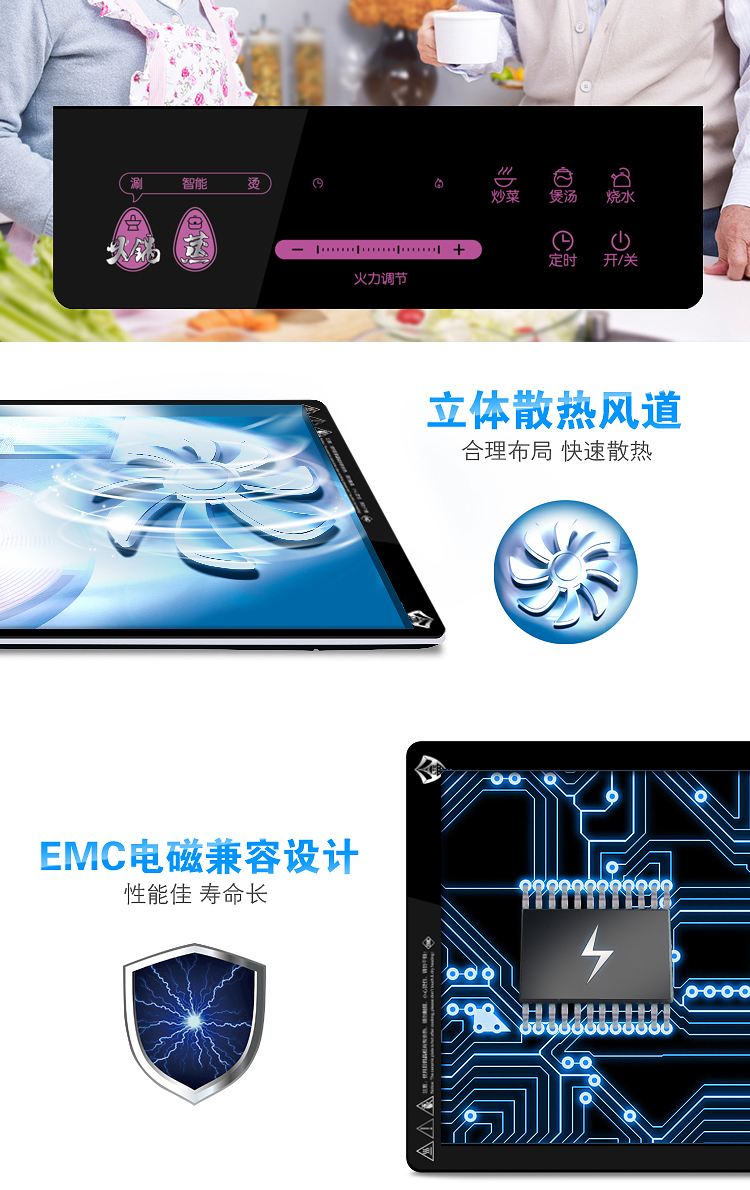 涮 智能 烫
火锅 蒸
炒菜 煲汤 烧水
− +
火力调节
定时 开/关
立体散热风道
合理布局 快速散热
EMC电磁兼容设计
性能佳 寿命长